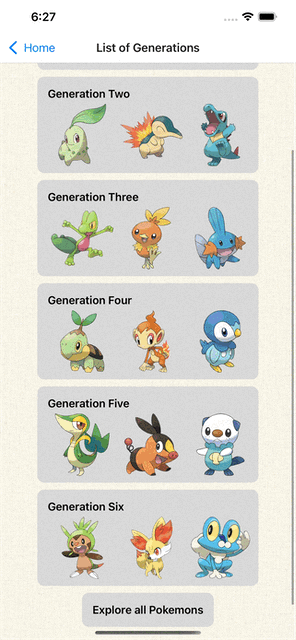 6:27
Home
List of Generations
Generation Two
Generation Three
Generation Four
Generation Five
Generation Six
Explore all Pokemons